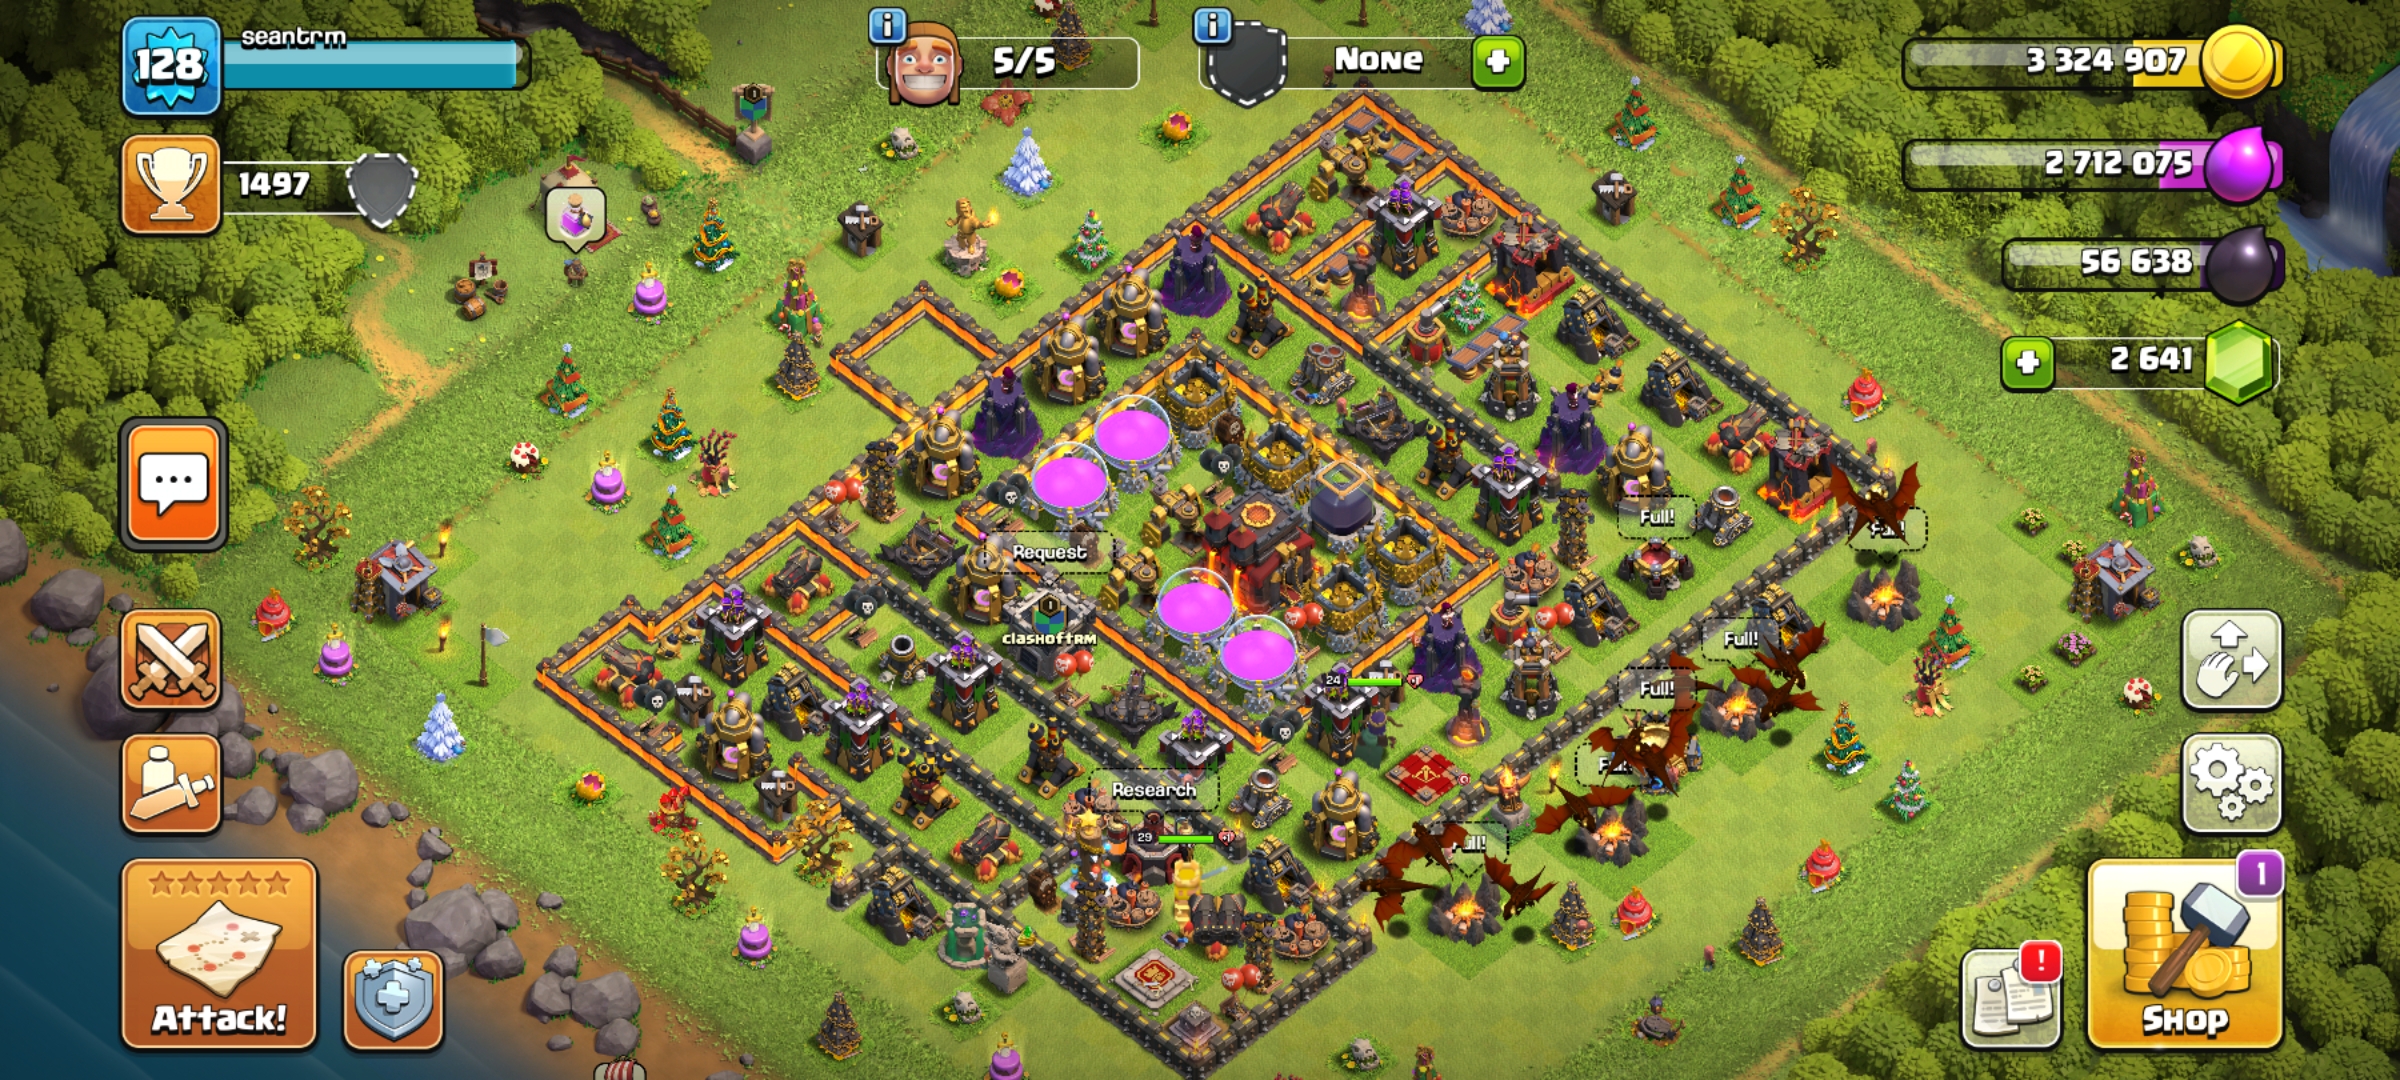 128
seantrm
i
5/5
i
None
3 324 907
1497
2 712 075
56 638
2 641
Full!
Request
clashoftrm
Full!
Full!
24
Research
29
1
Attack!
!
Shop